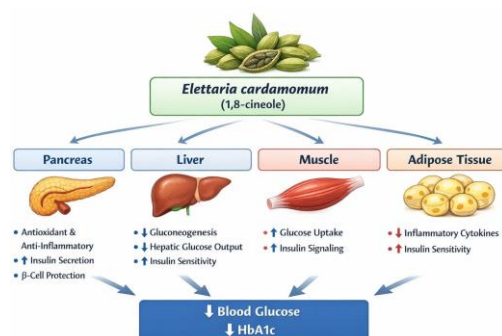 Elettaria cardamomum
(1,8-cineole)
Pancreas
• Antioxidant &
Anti-Inflammatory
• ⬆ Insulin Secretion
• β-Cell Protection
Liver
• ⬇ Gluconeogenesis
• ⬇ Hepatic Glucose Output
• ⬆ Insulin Sensitivity
Muscle
• ⬆ Glucose Uptake
• ⬆ Insulin Signaling
Adipose Tissue
• ⬇ Inflammatory Cytokines
• ⬆ Insulin Sensitivity
⬇ Blood Glucose
⬇ HbA1c